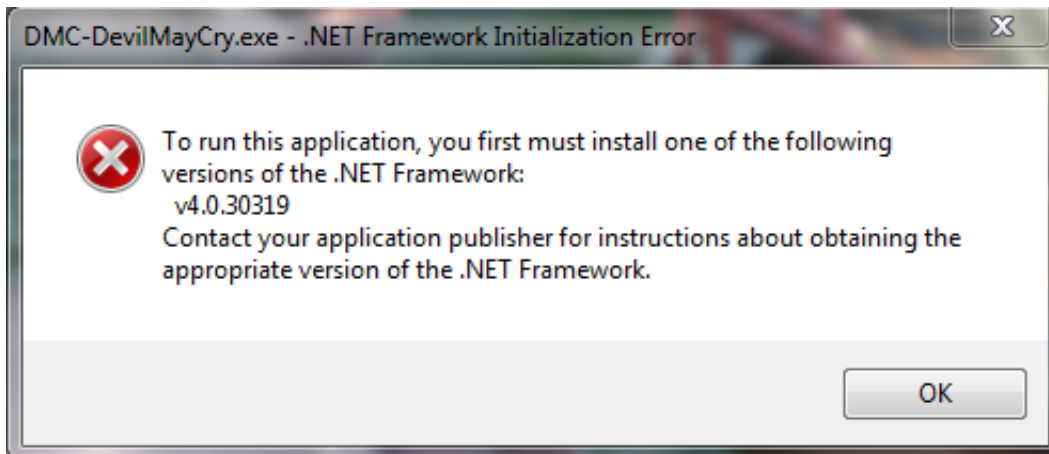 DMC-DevilMayCry.exe - .NET Framework Initialization Error
To run this application, you first must install one of the following
versions of the .NET Framework:
v4.0.30319
Contact your application publisher for instructions about obtaining the
appropriate version of the .NET Framework.
OK